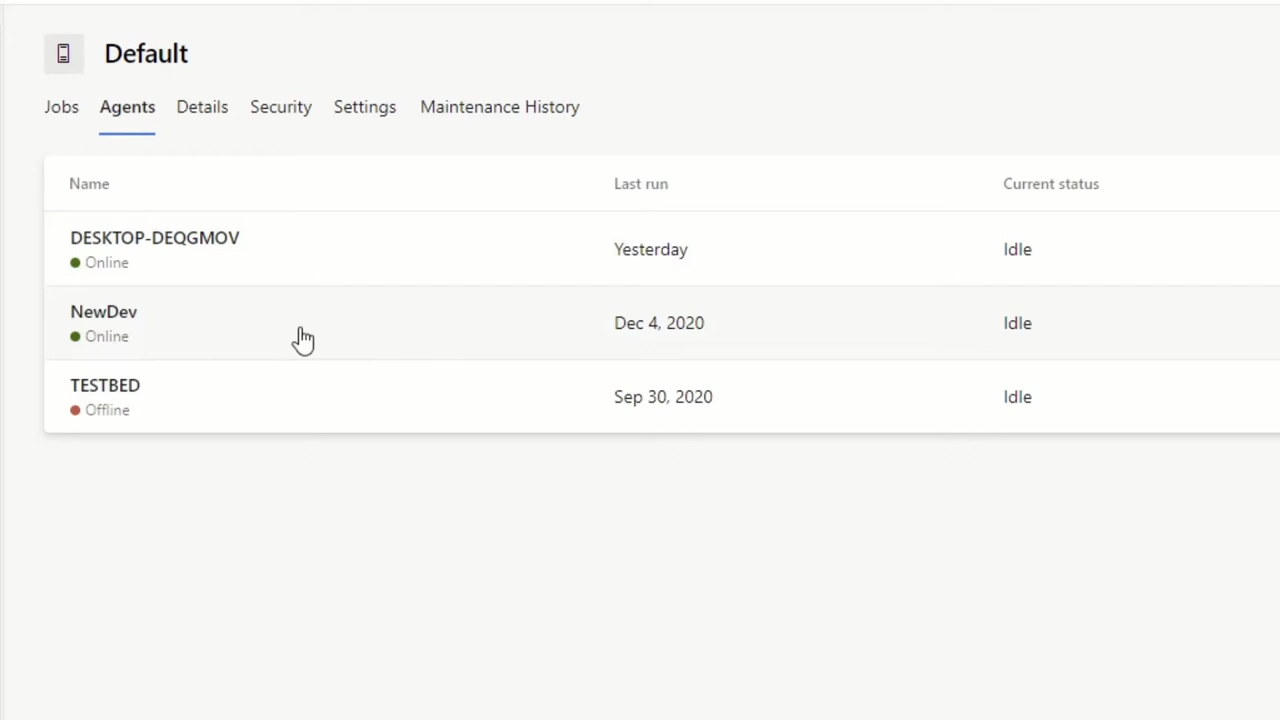 Default
Jobs Agents Details Security Settings Maintenance History
Name Last run Current status
DESKTOP-DEQGMOV
Online
Yesterday
Idle
NewDev
Online
Dec 4, 2020
Idle
TESTBED
Offline
Sep 30, 2020
Idle